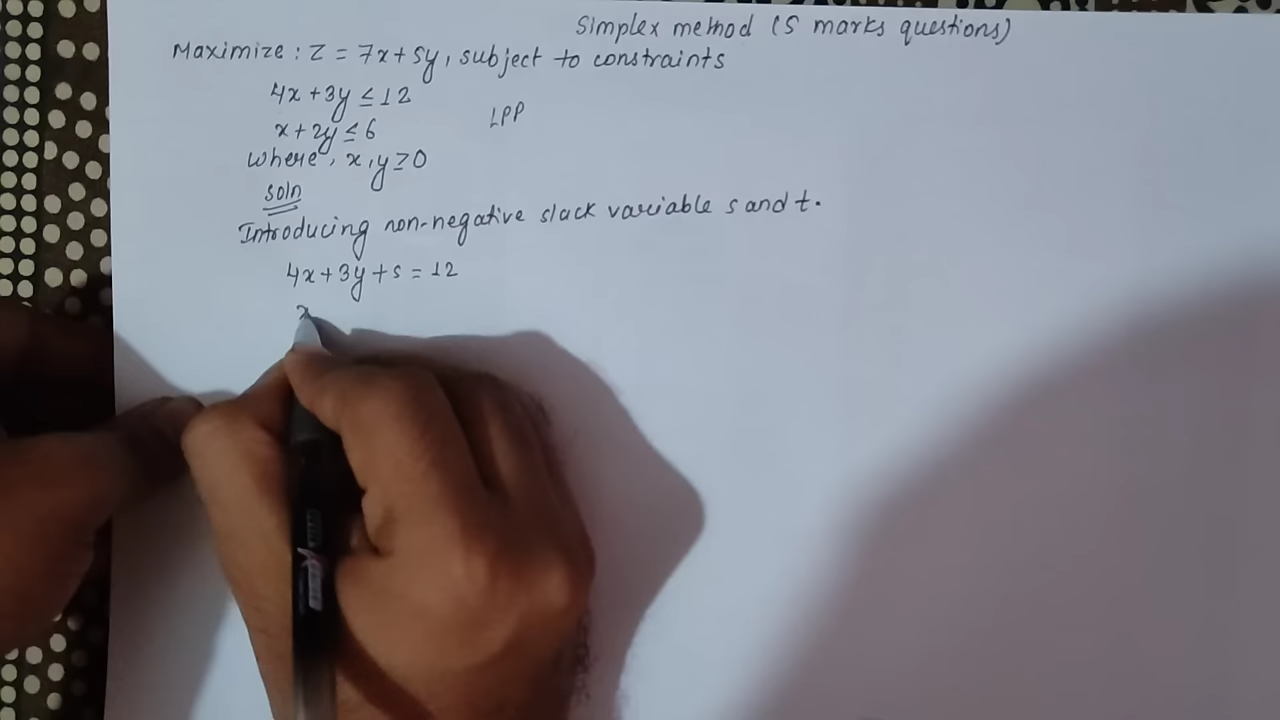 Simplex method (5 marks questions)
Maximize: Z = 7x+5y, subject to constraints
4x+3y ≤ 12
x+2y ≤ 6
LPP
where, x,y ≥ 0
soln
Introducing non-negative slack variable s and t.
4x+3y+s = 12
x